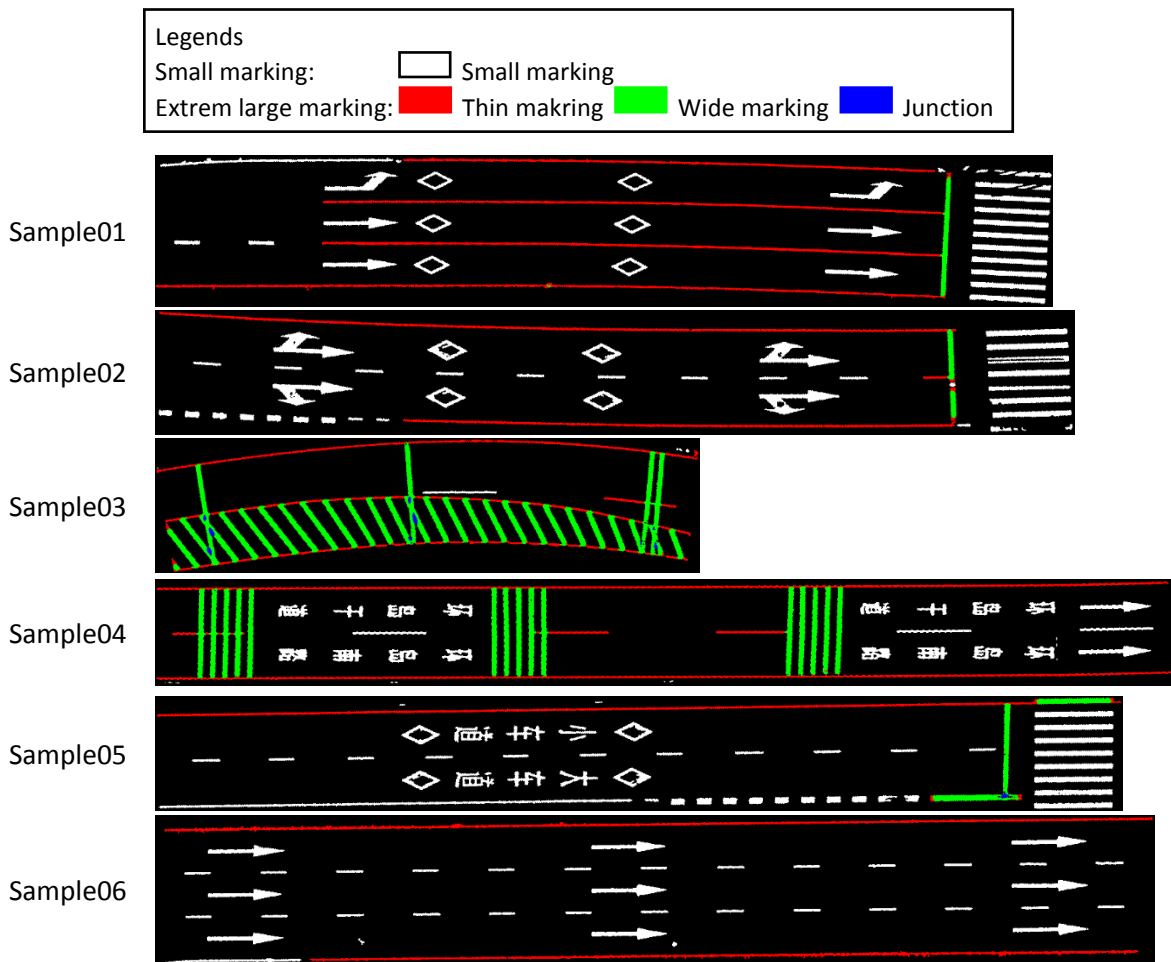 Legends
Small marking: Small marking
Extrem large marking: Thin makring Wide marking Junction
Sample01
Sample02
Sample03
Sample04
Sample05
Sample06